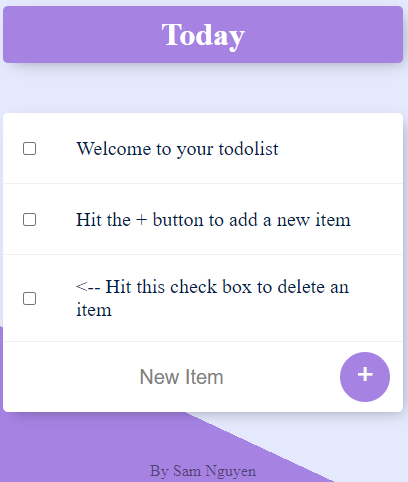 Today
Welcome to your todolist
Hit the + button to add a new item
<-- Hit this check box to delete an
item
New Item
+
By Sam Nguyen